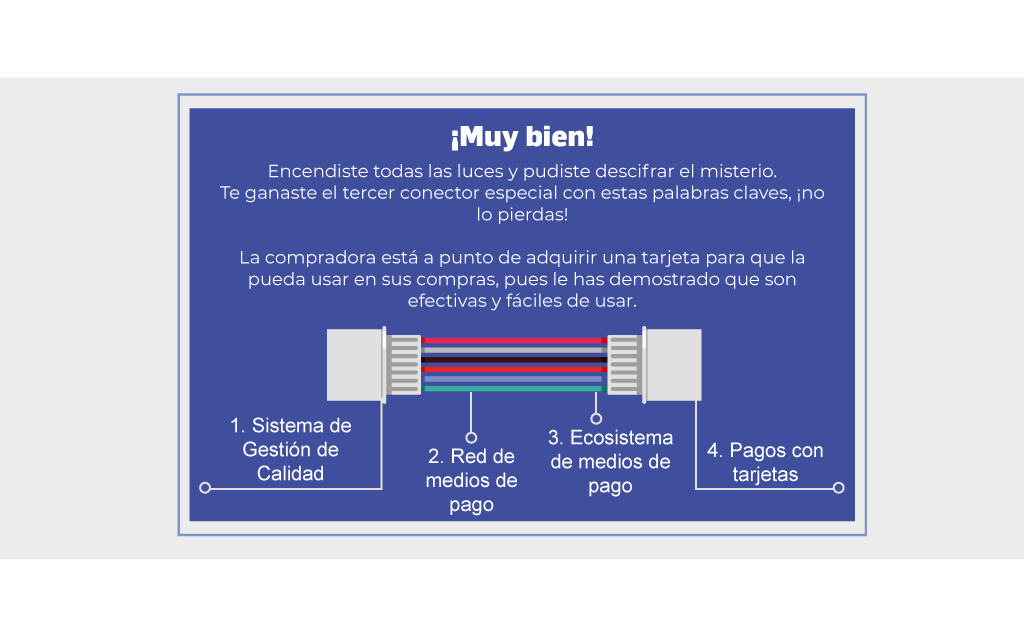 ¡Muy bien!
Encendiste todas las luces y pudiste descifrar el misterio.
Te ganaste el tercer conector especial con estas palabras claves, ¡no
lo pierdas!
La compradora está a punto de adquirir una tarjeta para que la
pueda usar en sus compras, pues le has demostrado que son
efectivas y fáciles de usar.
1. Sistema de
Gestión de
Calidad
2. Red de
medios de
pago
3. Ecosistema
de medios de
pago
4. Pagos con
tarjetas